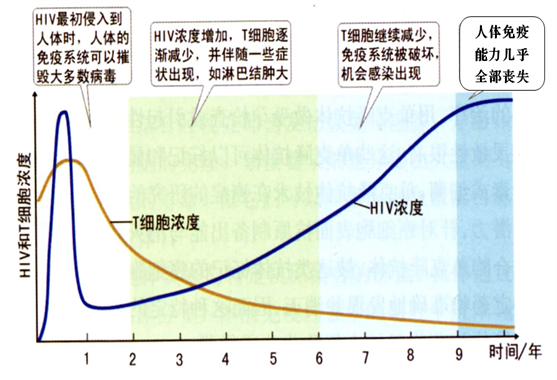 HIV最初侵入到
人体时，人体的
免疫系统可以摧
毁大多数病毒
HIV浓度增加，T细胞逐
渐减少，并伴随一些症
状出现，如淋巴结肿大
T细胞继续减少，
免疫系统被破坏，
机会感染出现
人体免疫
能力几乎
全部丧失
HIV和T细胞浓度
T细胞浓度
HIV浓度
1 2 3 4 5 6 7 8 9 时间/年